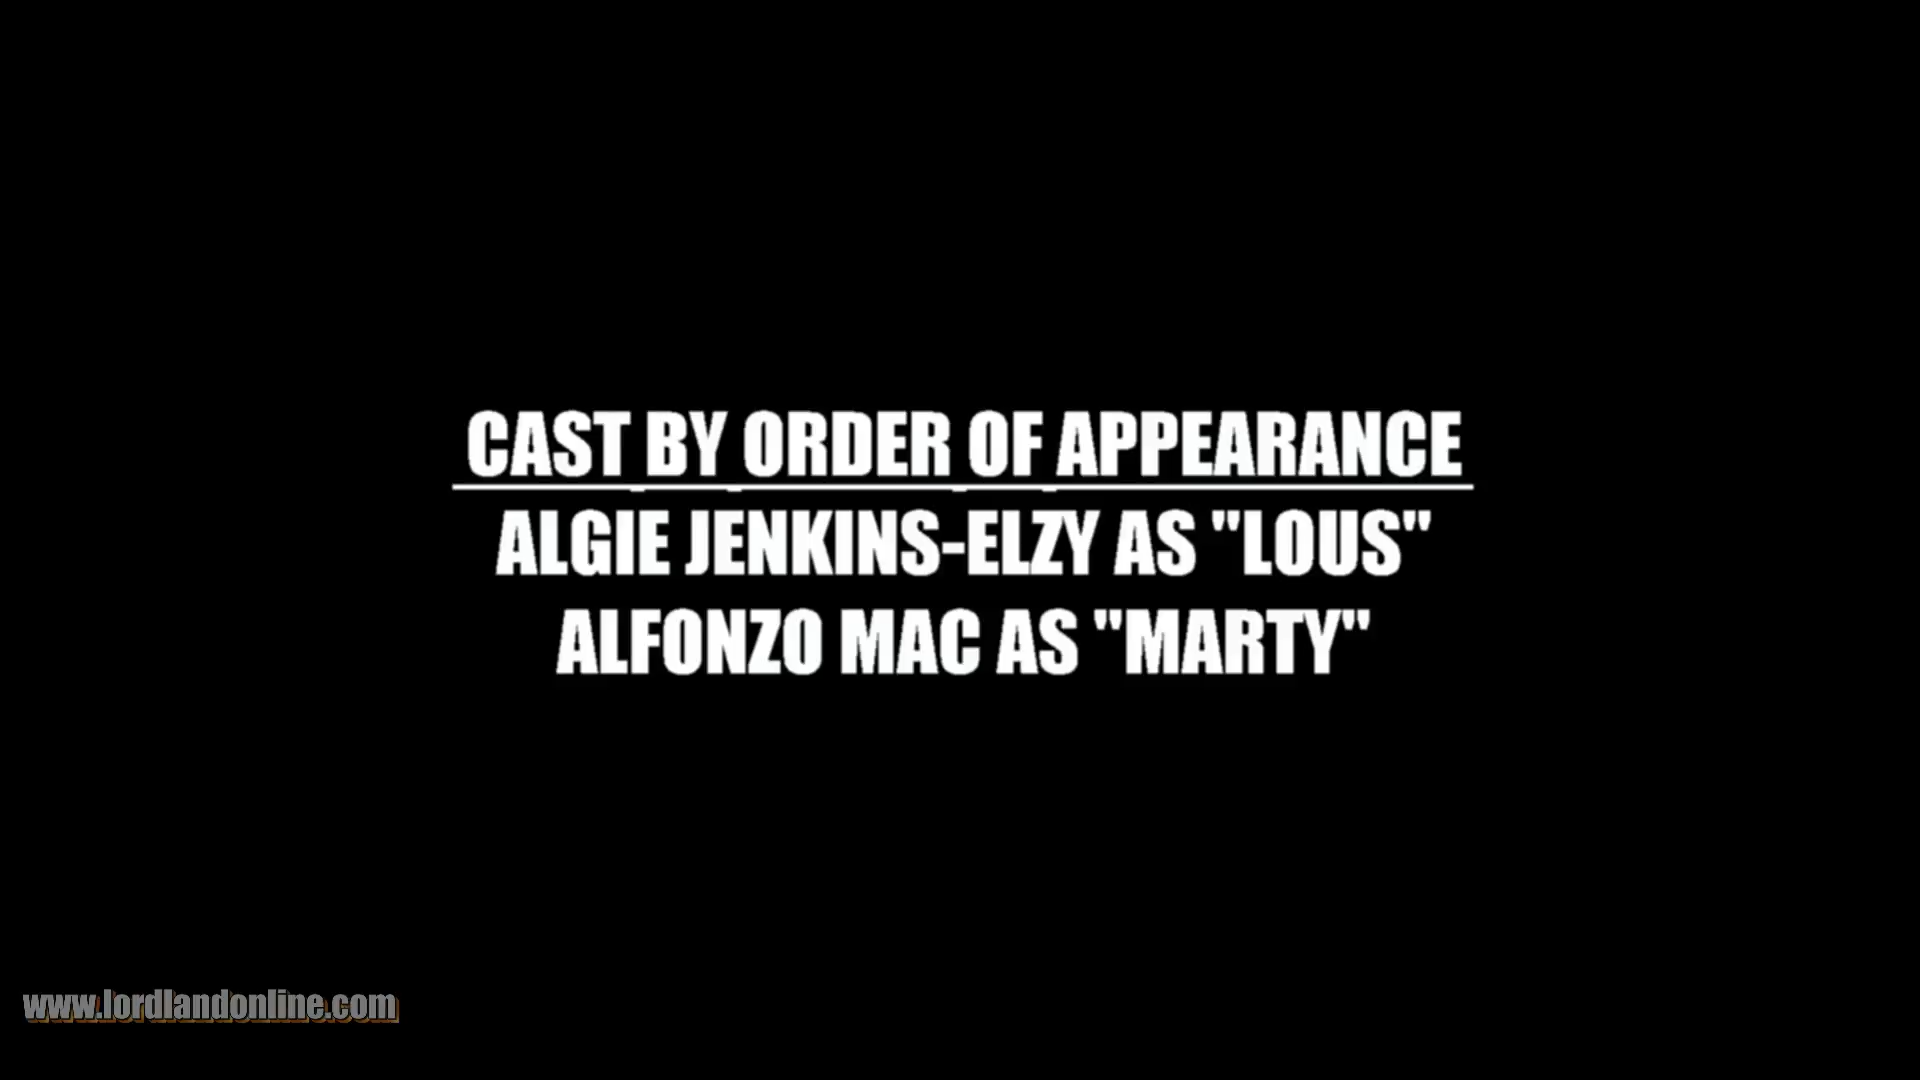 CAST BY ORDER OF APPEARANCE
ALGIE JENKINS-ELZY AS "LOUS"
ALFONZO MAC AS "MARTY"
www.lordlandonline.com